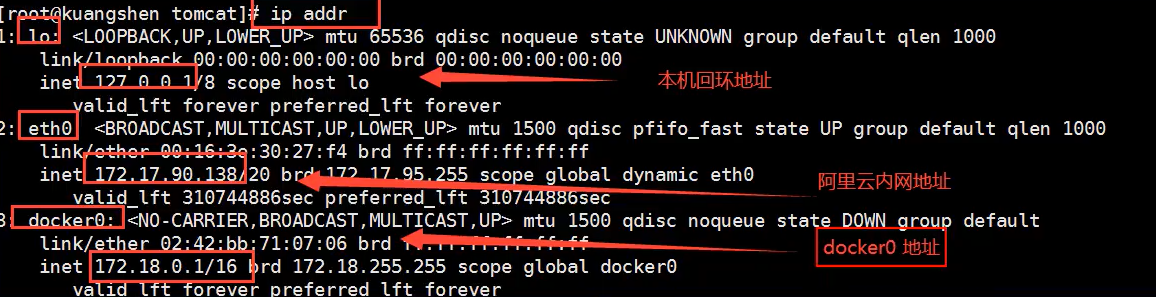 [root@kuangshen tomcat]# ip addr
1: lo: <LOOPBACK,UP,LOWER_UP> mtu 65536 qdisc noqueue state UNKNOWN group default qlen 1000
link/loopback 00:00:00:00:00:00 brd 00:00:00:00:00:00
inet 127.0.0.1/8 scope host lo
本机回环地址
valid_lft forever preferred_lft forever
2: eth0 <BROADCAST,MULTICAST,UP,LOWER_UP> mtu 1500 qdisc pfifo_fast state UP group default qlen 1000
link/ether 00:16:3e:30:27:f4 brd ff:ff:ff:ff:ff:ff
inet 172.17.90.138/20 brd 172.17.95.255 scope global dynamic eth0
阿里云内网地址
valid_lft 310744886sec preferred_lft 310744886sec
3: docker0: <NO-CARRIER,BROADCAST,MULTICAST,UP> mtu 1500 qdisc noqueue state DOWN group default
link/ether 02:42:bb:71:07:06 brd ff:ff:ff:ff:ff:ff
docker0 地址
inet 172.18.0.1/16 brd 172.18.255.255 scope global docker0
valid_lft forever preferred_lft forever